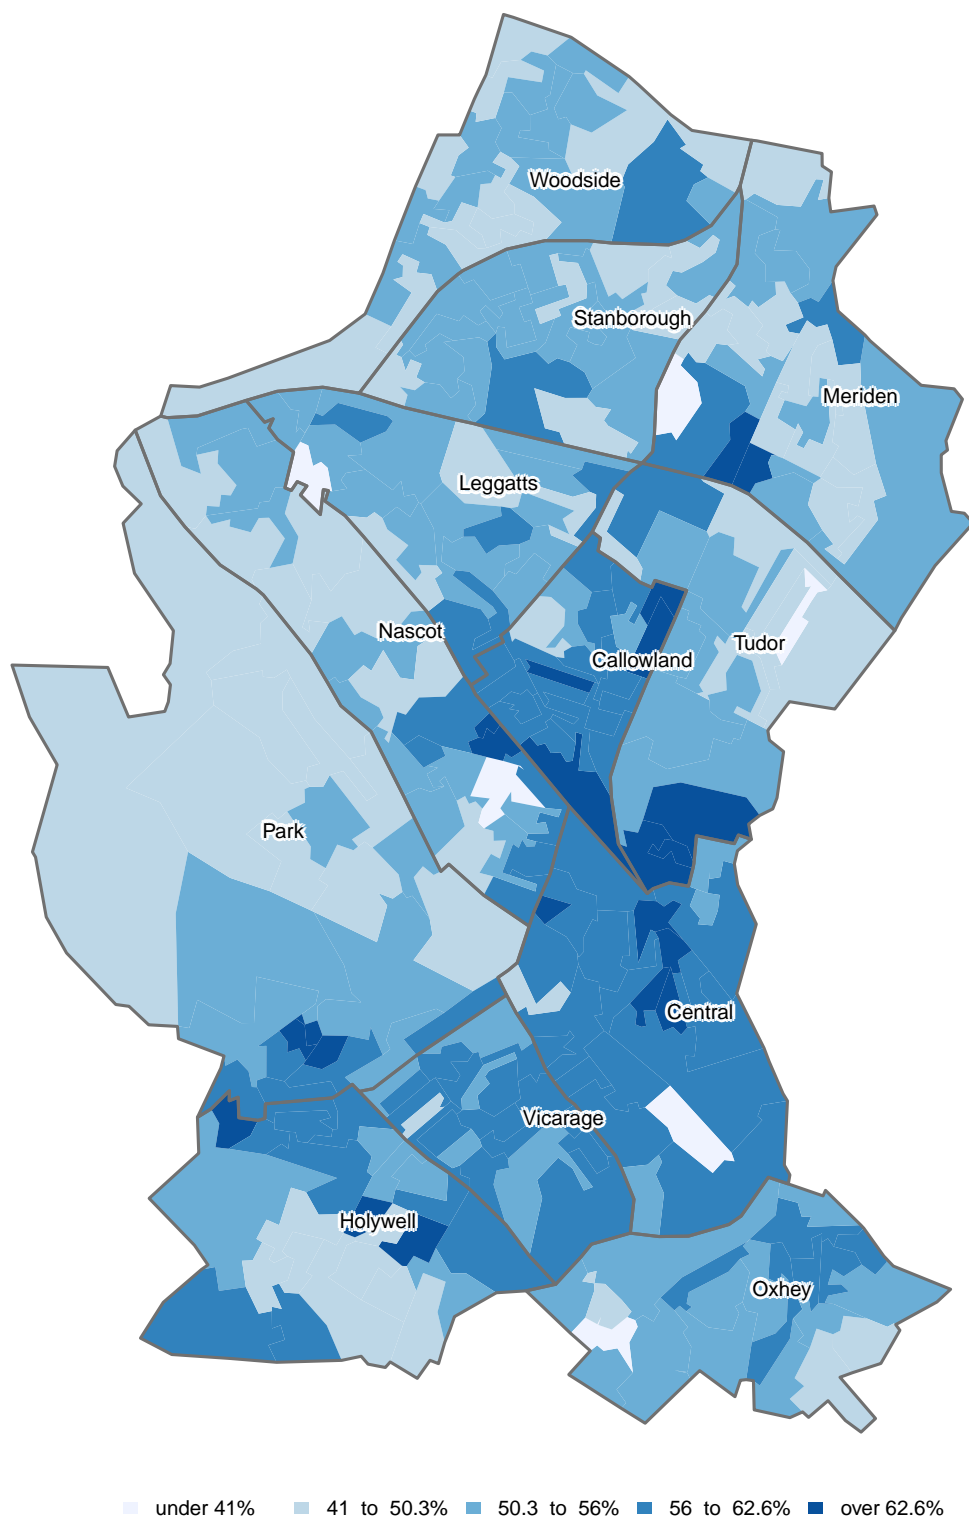 Woodside
Stanborough
Meriden
Leggatts
Nascot
Tudor
Callowland
Park
Central
Vicarage
Holywell
Oxhey
under 41% 41 to 50.3% 50.3 to 56% 56 to 62.6% over 62.6%